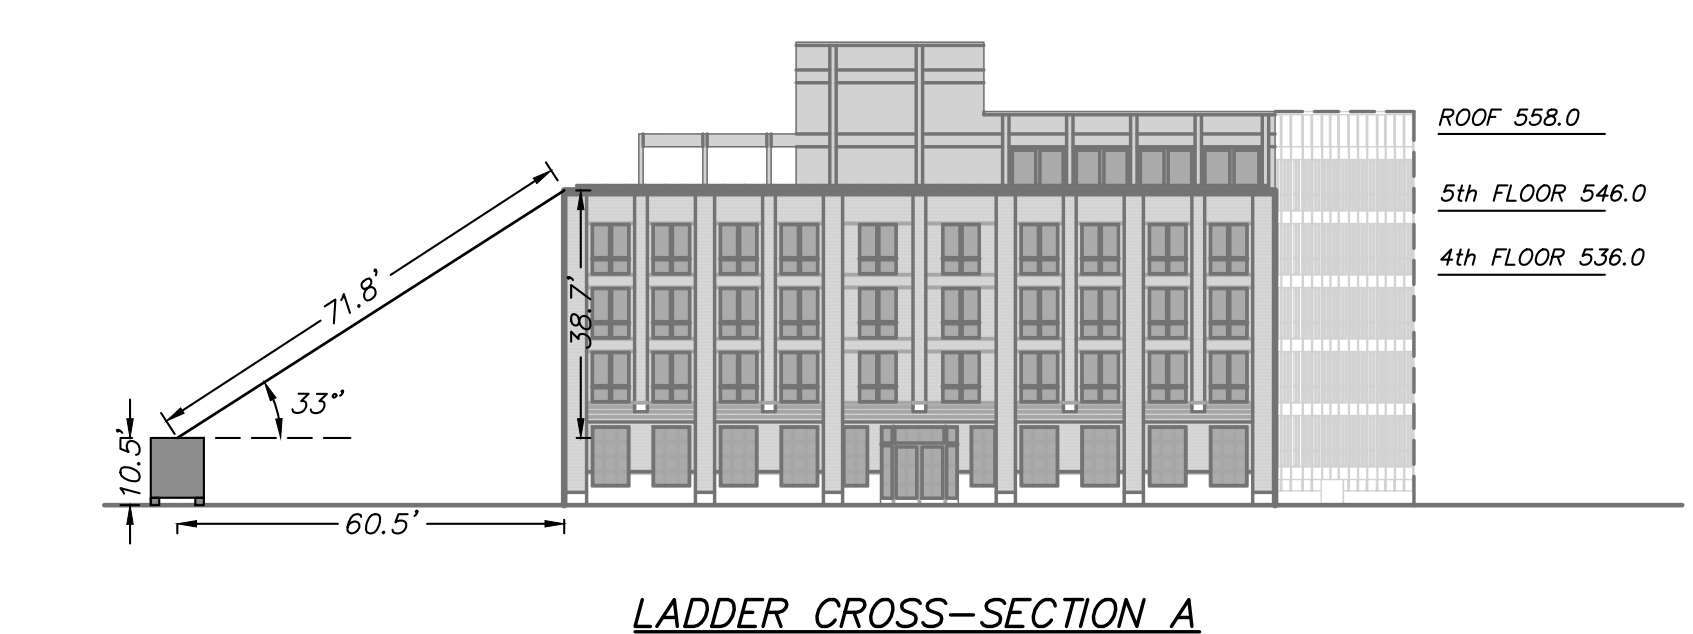 ROOF 558.0
5th FLOOR 546.0
4th FLOOR 536.0
71.8'
38.7'
33°'
10.5'
60.5'
LADDER CROSS-SECTION A